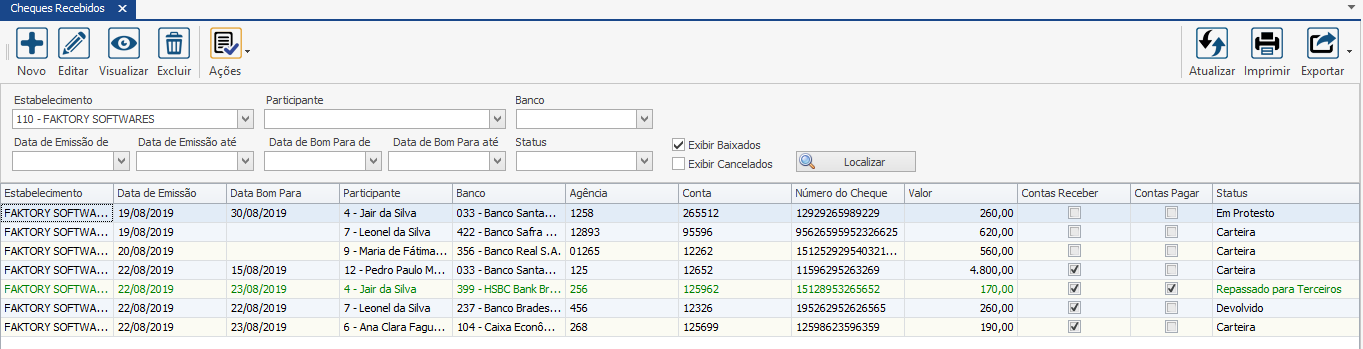 Cheques Recebidos
Novo Editar Visualizar Excluir Ações Atualizar Imprimir Exportar
Estabelecimento Participante Banco
110 - FAKTORY SOFTWARES
Data de Emissão de Data de Emissão até Data de Bom Para de Data de Bom Para até Status
Exibir Baixados
Exibir Cancelados
Localizar
Estabelecimento Data de Emissão Data Bom Para Participante Banco Agência Conta Número do Cheque Valor Contas Receber Contas Pagar Status
FAKTORY SOFTWA... 19/08/2019 30/08/2019 4 - Jair da Silva 033 - Banco Santa... 1258 265512 12929265989229 260,00 Em Protesto
FAKTORY SOFTWA... 19/08/2019 7 - Leonel da Silva 422 - Banco Safra ... 12893 95596 95626595952326625 620,00 Carteira
FAKTORY SOFTWA... 20/08/2019 9 - Maria de Fátima... 356 - Banco Real S.A. 01265 12262 151252929540321... 560,00 Carteira
FAKTORY SOFTWA... 22/08/2019 15/08/2019 12 - Pedro Paulo M... 033 - Banco Santa... 125 12652 11596295263269 4.800,00 Carteira
FAKTORY SOFTWA... 22/08/2019 23/08/2019 4 - Jair da Silva 399 - HSBC Bank Br... 256 125962 15128953265652 170,00 Repassado para Terceiros
FAKTORY SOFTWA... 22/08/2019 22/08/2019 7 - Leonel da Silva 237 - Banco Brades... 456 12326 195262952626565 260,00 Devolvido
FAKTORY SOFTWA... 22/08/2019 23/08/2019 6 - Ana Clara Fagu... 104 - Caixa Econô... 268 125699 12598623596359 190,00 Carteira